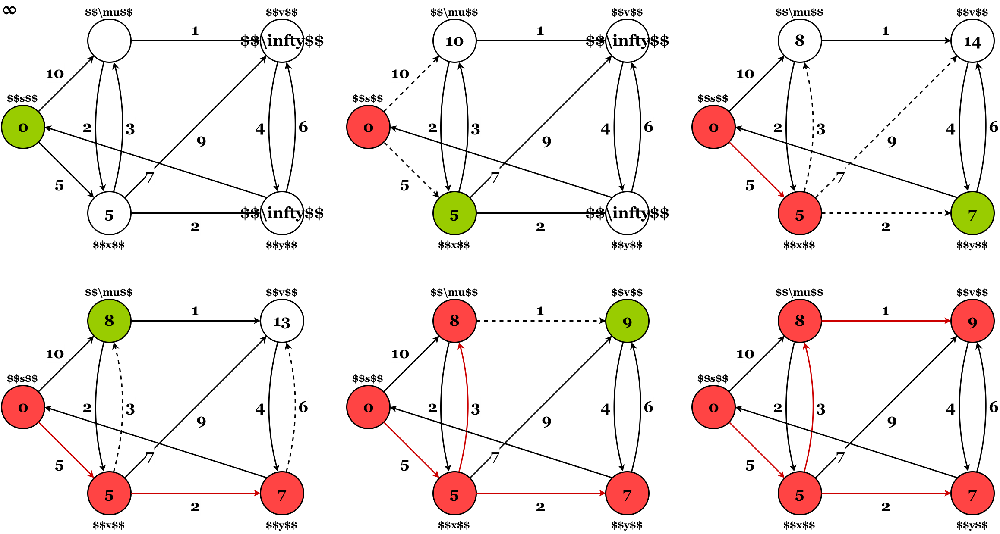 ∞
$$\mu$$ $$v$$ $$\mu$$ $$v$$ $$\mu$$ $$v$$
1 1 1
$$\infty$$ 10 $$\infty$$ 8 14
10 10 10
$$s$$ $$s$$ $$s$$
0 2 3 4 6 0 2 3 4 6 0 2 3 4 6
9 9 9
7 7 7
5 5 5
5 $$\infty$$ 5 $$\infty$$ 5 7
2 2 2
$$x$$ $$y$$ $$x$$ $$y$$ $$x$$ $$y$$
$$\mu$$ $$v$$ $$\mu$$ $$v$$ $$\mu$$ $$v$$
1 1 1
8 13 8 9 8 9
10 10 10
$$s$$ $$s$$ $$s$$
0 2 3 4 6 0 2 3 4 6 0 2 3 4 6
9 9 9
7 7 7
5 5 5
5 7 5 7 5 7
2 2 2
$$x$$ $$y$$ $$x$$ $$y$$ $$x$$ $$y$$